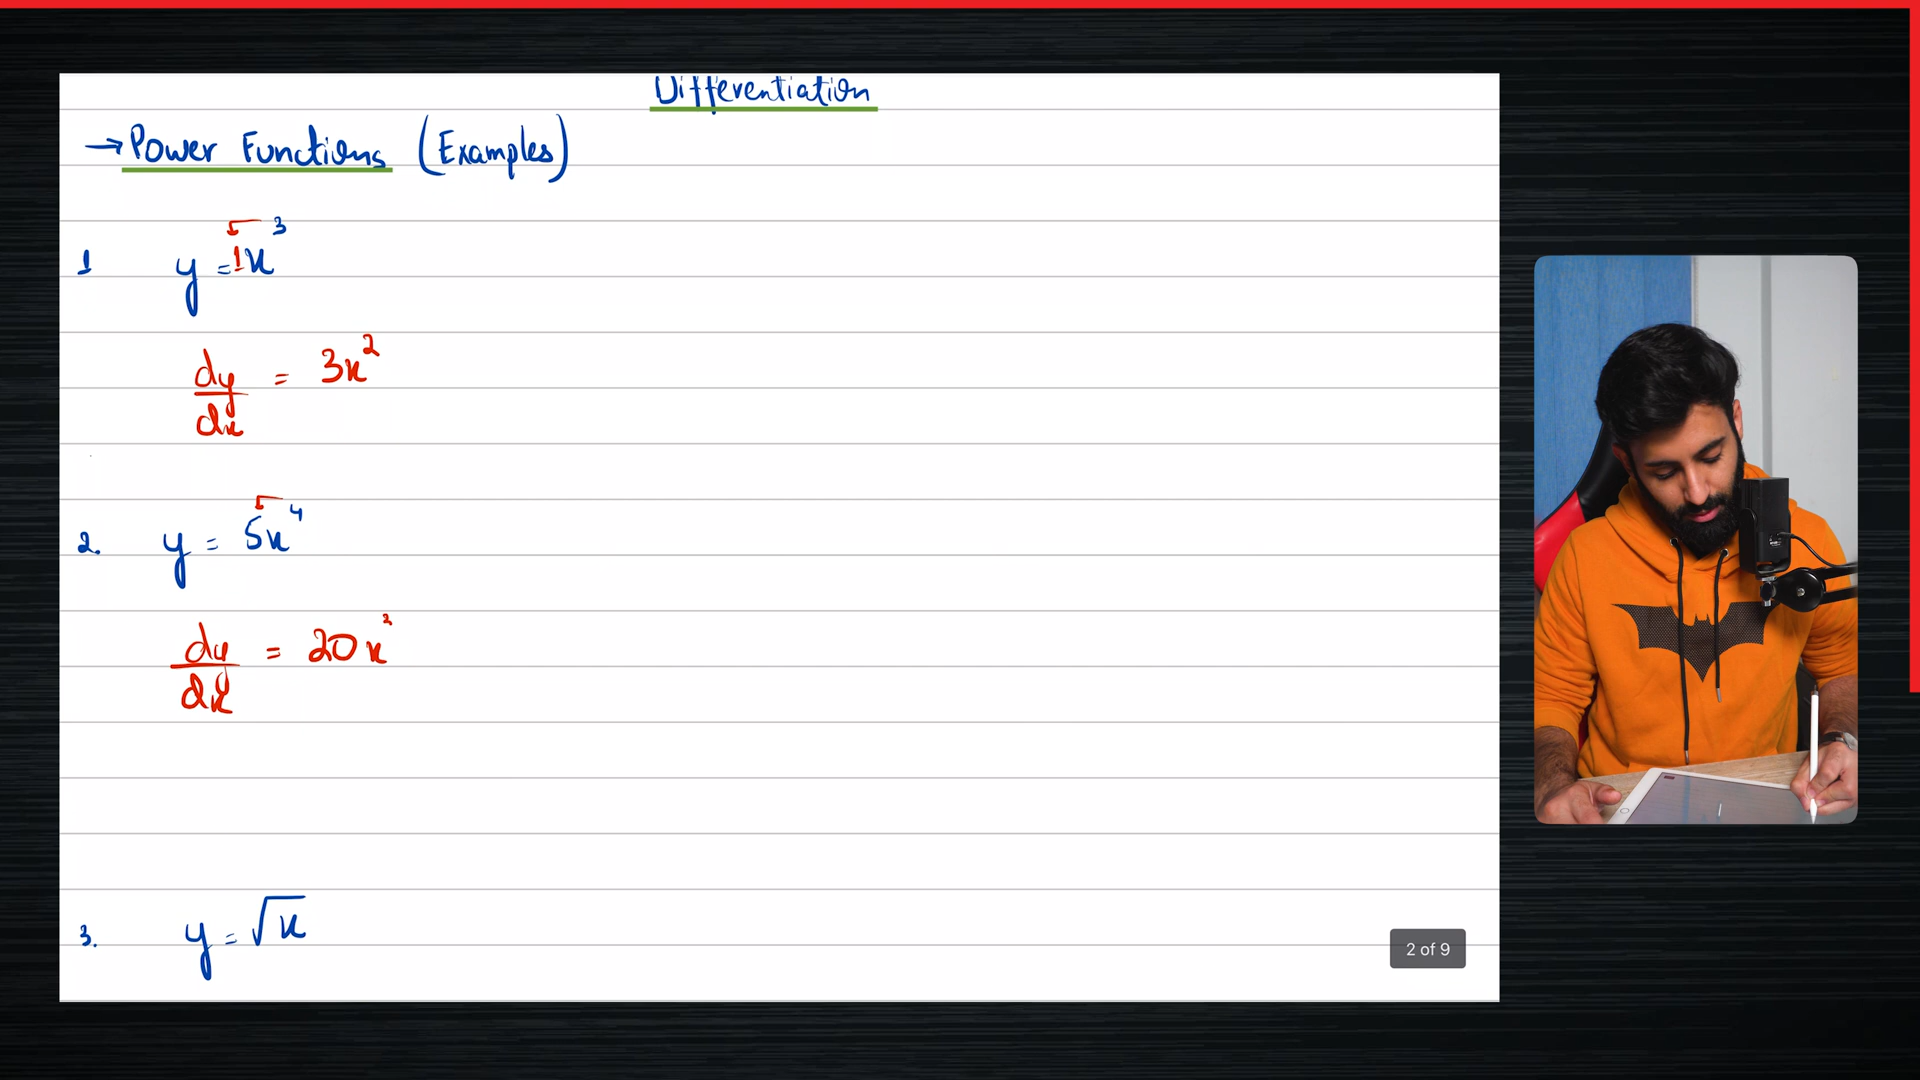 Differentiation
→ Power Functions (Examples)
1 y = 1x³
dy/dx = 3x²
2. y = 5x⁴
dy/dx = 20x³
3. y = √x
2 of 9